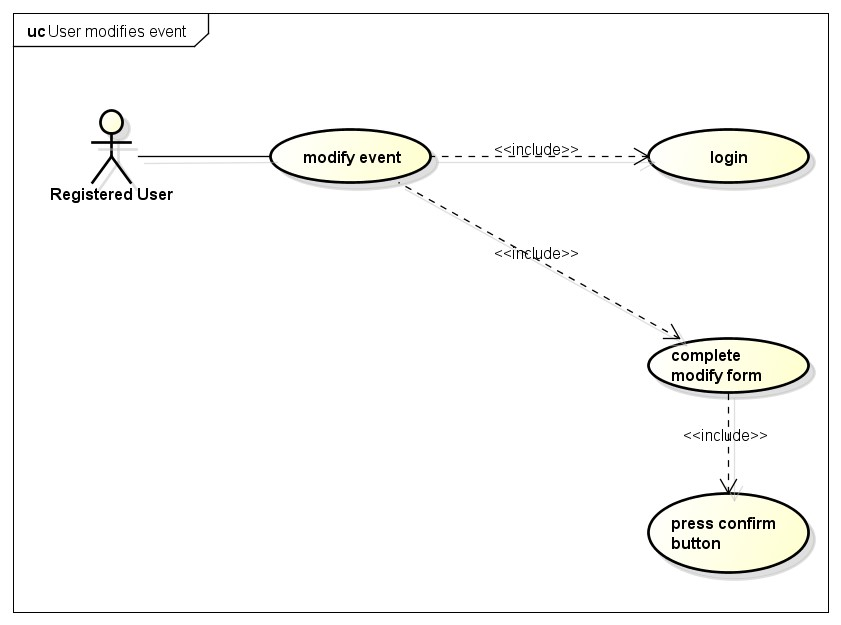 uc User modifies event
modify event
<<include>>
login
Registered User
<<include>>
complete
modify form
<<include>>
press confirm
button